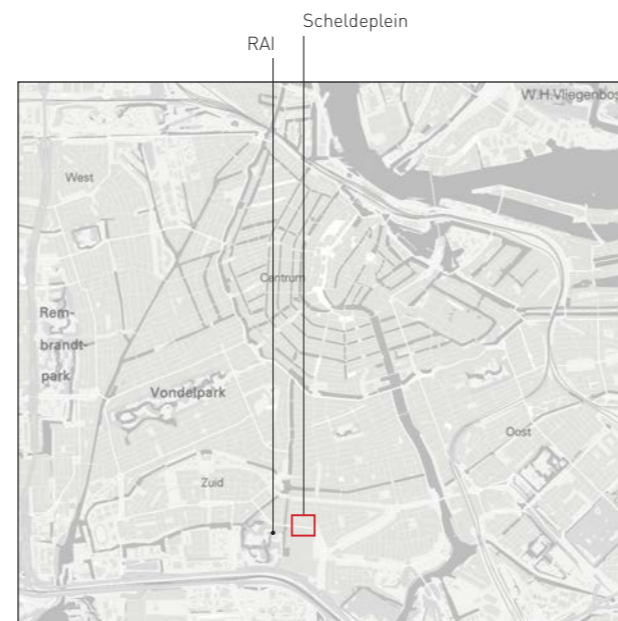 Scheldeplein
RAI
W.H.Vliegenbos
West
Centrum
Rem-
brandt-
park
Vondelpark
Oost
Zuid